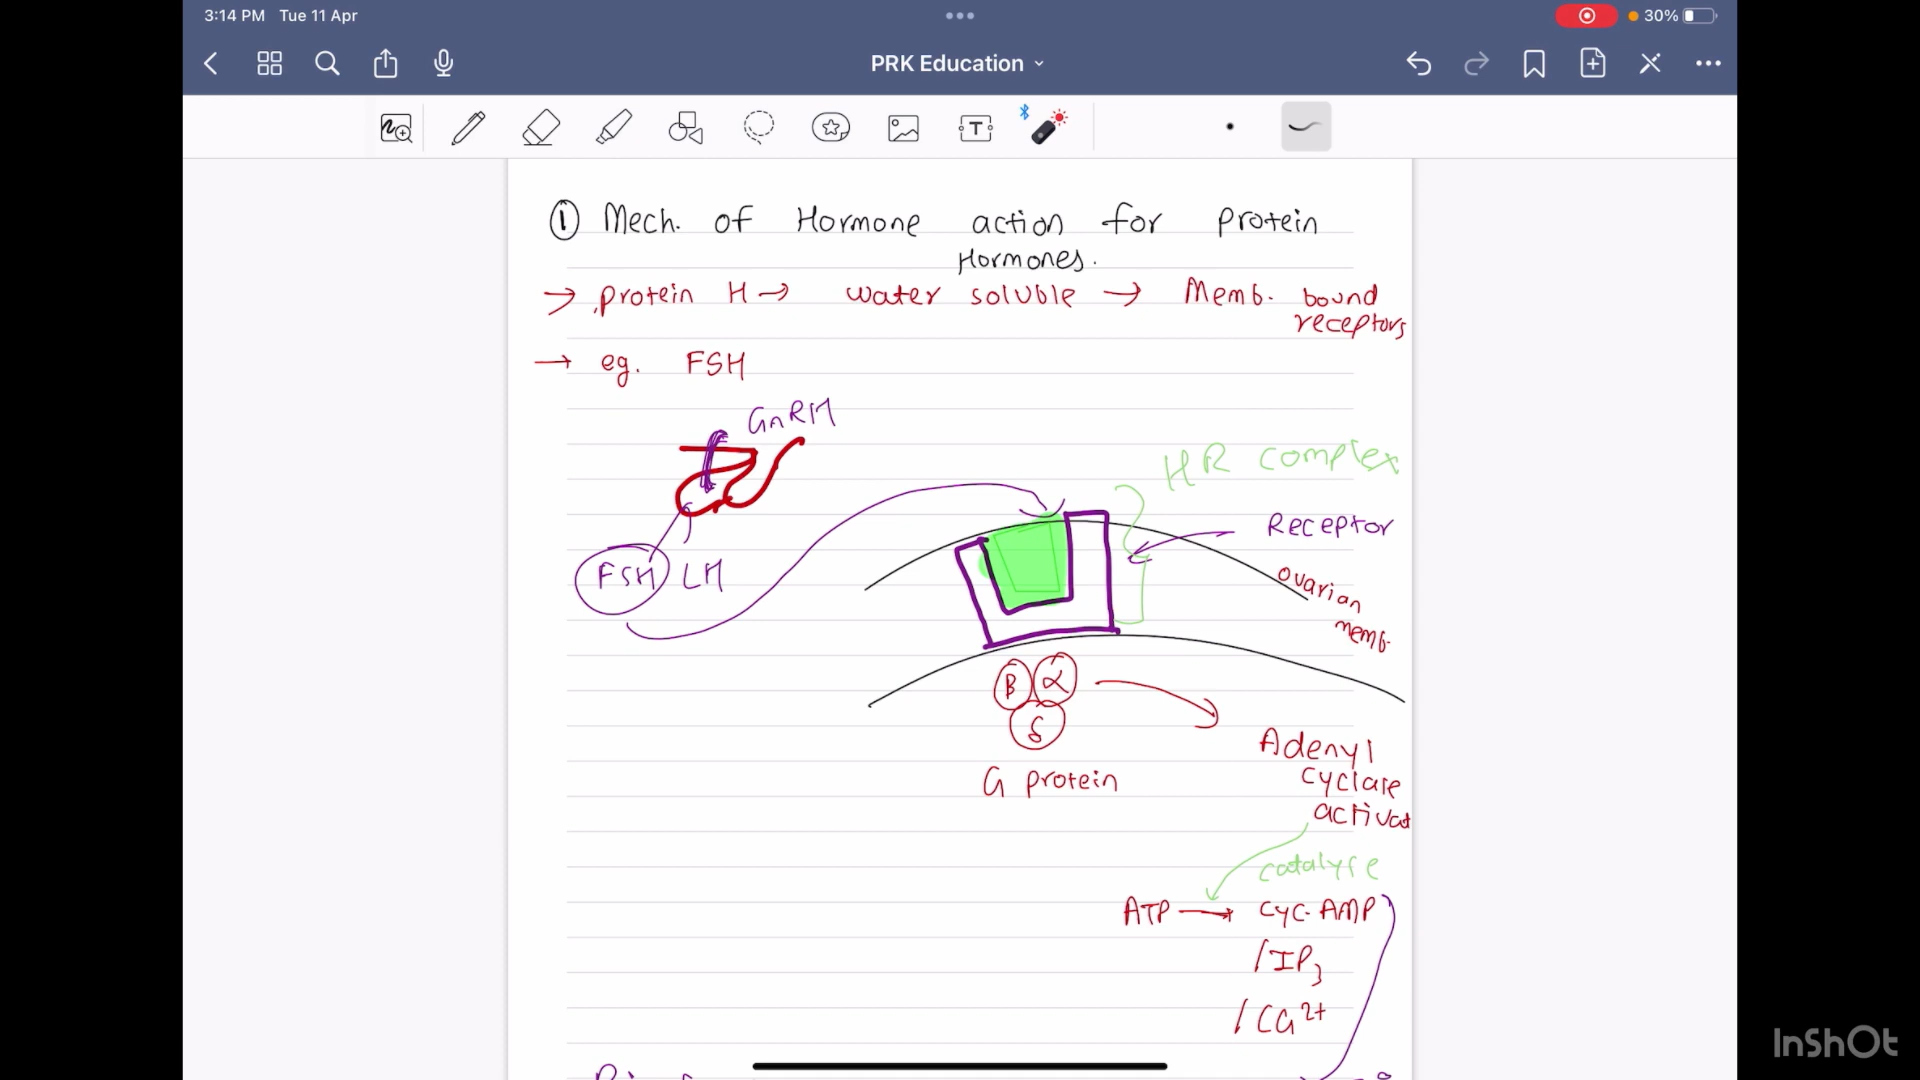 3:14 PM Tue 11 Apr
30%
PRK Education
① Mech. of Hormone action for Protein
Hormones.
→ Protein H → water soluble → Memb. bound
receptors
→ eg. FSH
GnRH
HR complex
Receptor
FSH LH
ovarian
memb.
β α
δ
G protein
Adenyl
cyclase
activat
catalyse
ATP → cyc. AMP
/IP3
/Ca2+
InShOt